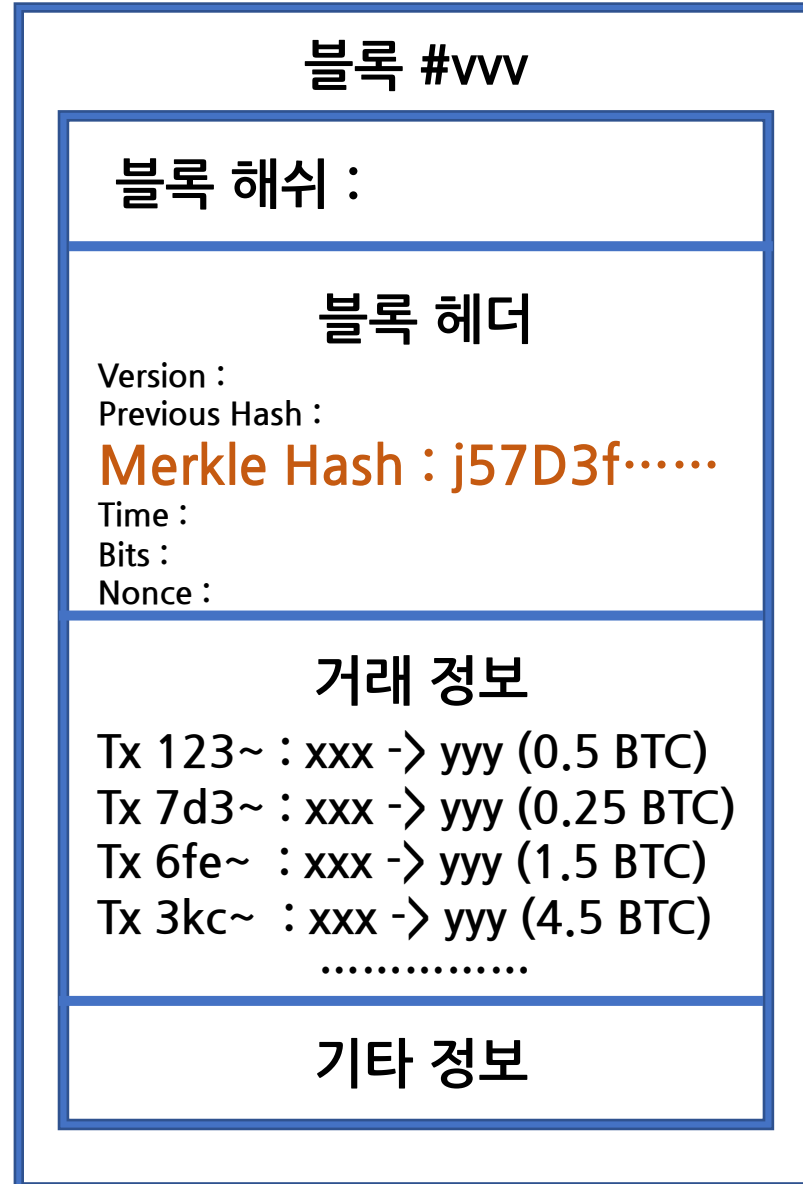 블록 #vvv
블록 해쉬 :
블록 헤더
Version :
Previous Hash :
Merkle Hash : j57D3f……
Time :
Bits :
Nonce :
거래 정보
Tx 123~ : xxx -> yyy (0.5 BTC)
Tx 7d3~ : xxx -> yyy (0.25 BTC)
Tx 6fe~ : xxx -> yyy (1.5 BTC)
Tx 3kc~ : xxx -> yyy (4.5 BTC)
……………
기타 정보